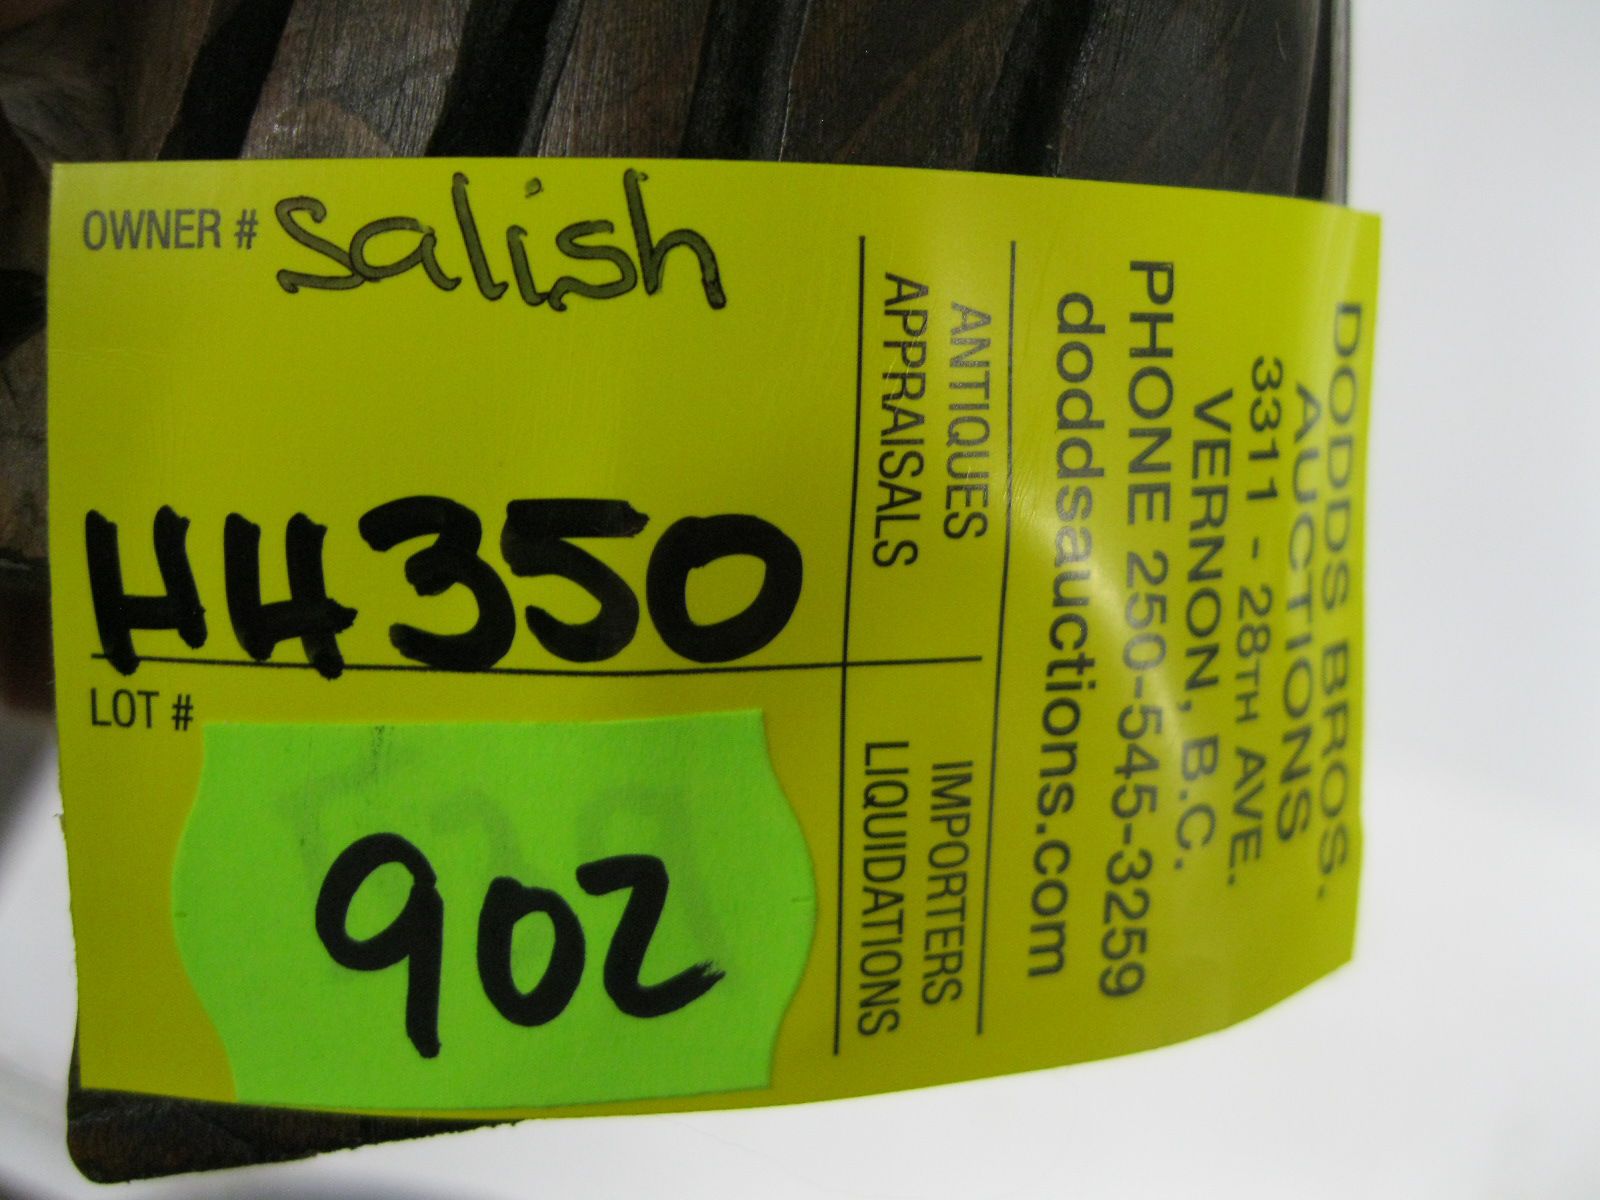 OWNER # Salish
HH350
LOT #
902
ANTIQUES
APPRAISALS
IMPORTERS
LIQUIDATIONS
DODDS BROS.
AUCTIONS
3311 - 28TH AVE.
VERNON, B.C.
PHONE 250-545-3259
doddsauctions.com